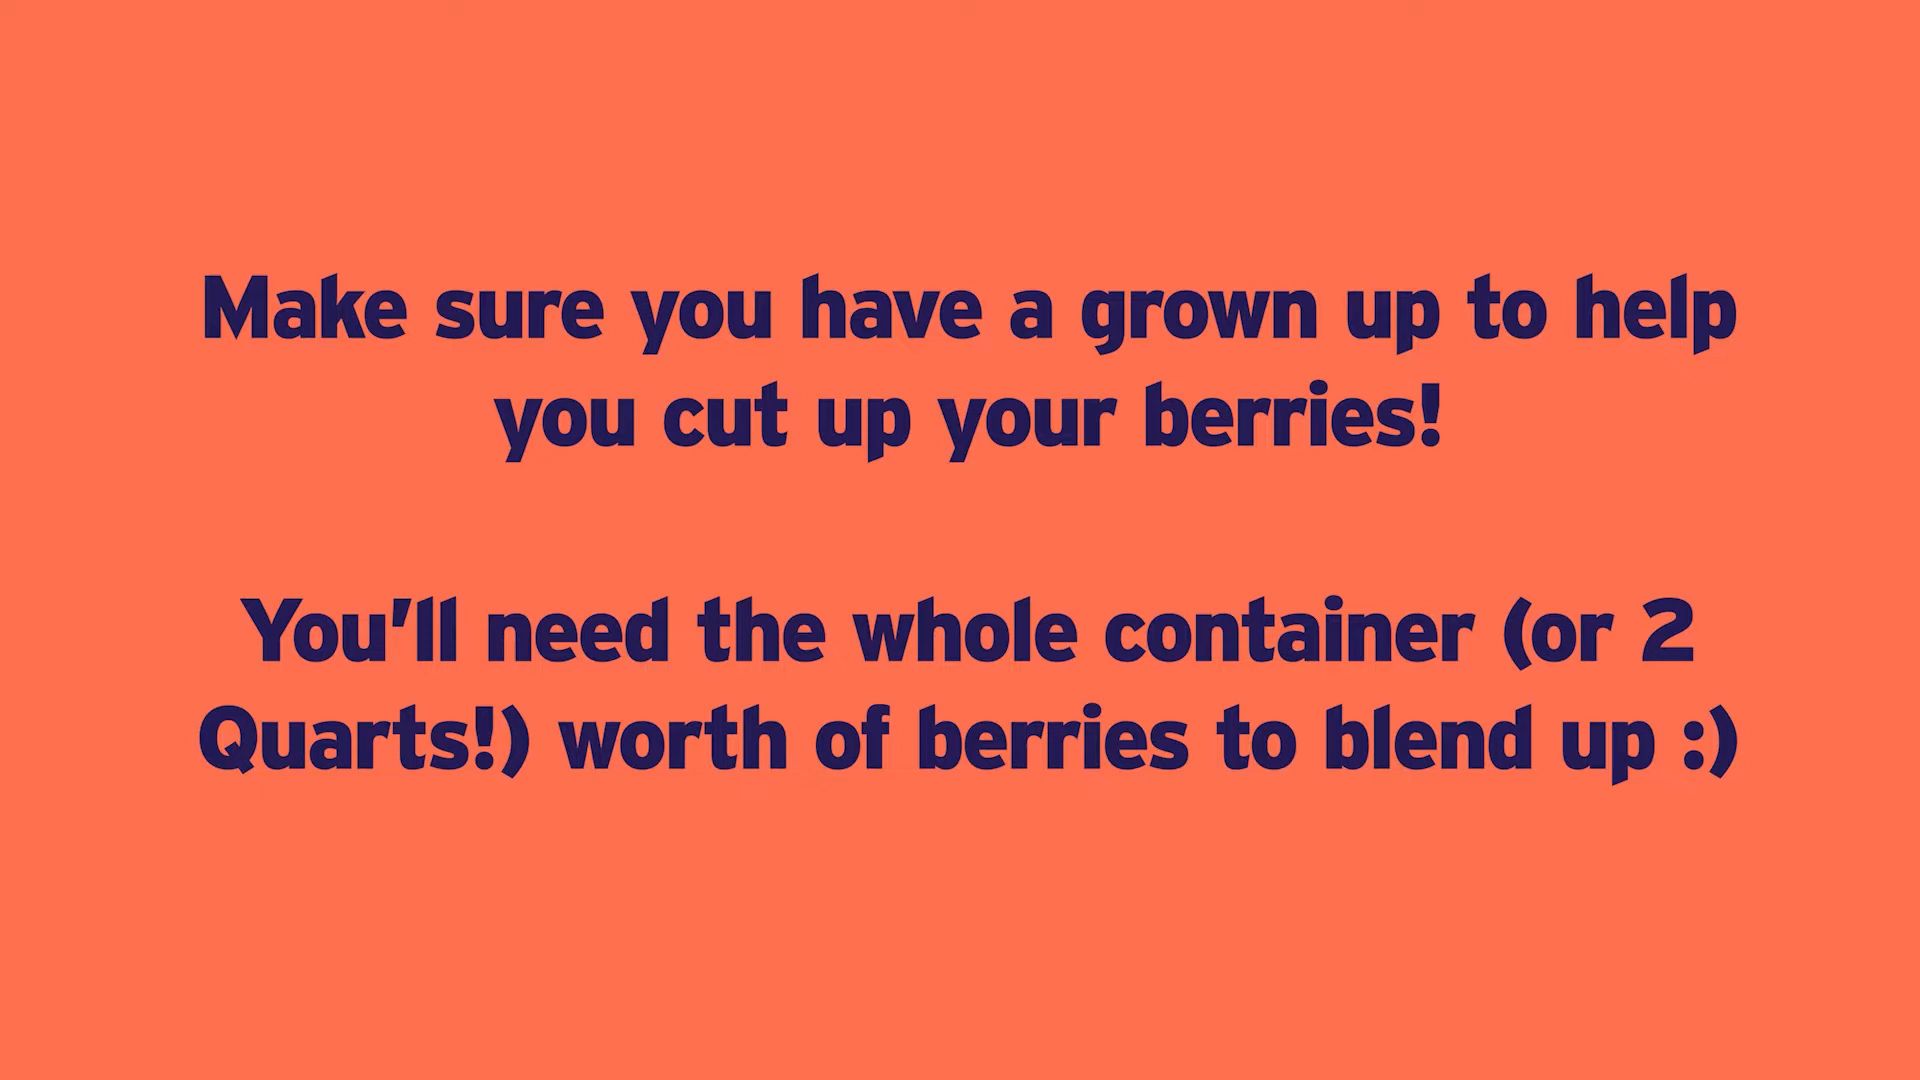 Make sure you have a grown up to help
you cut up your berries!
You'll need the whole container (or 2
Quarts!) worth of berries to blend up :)